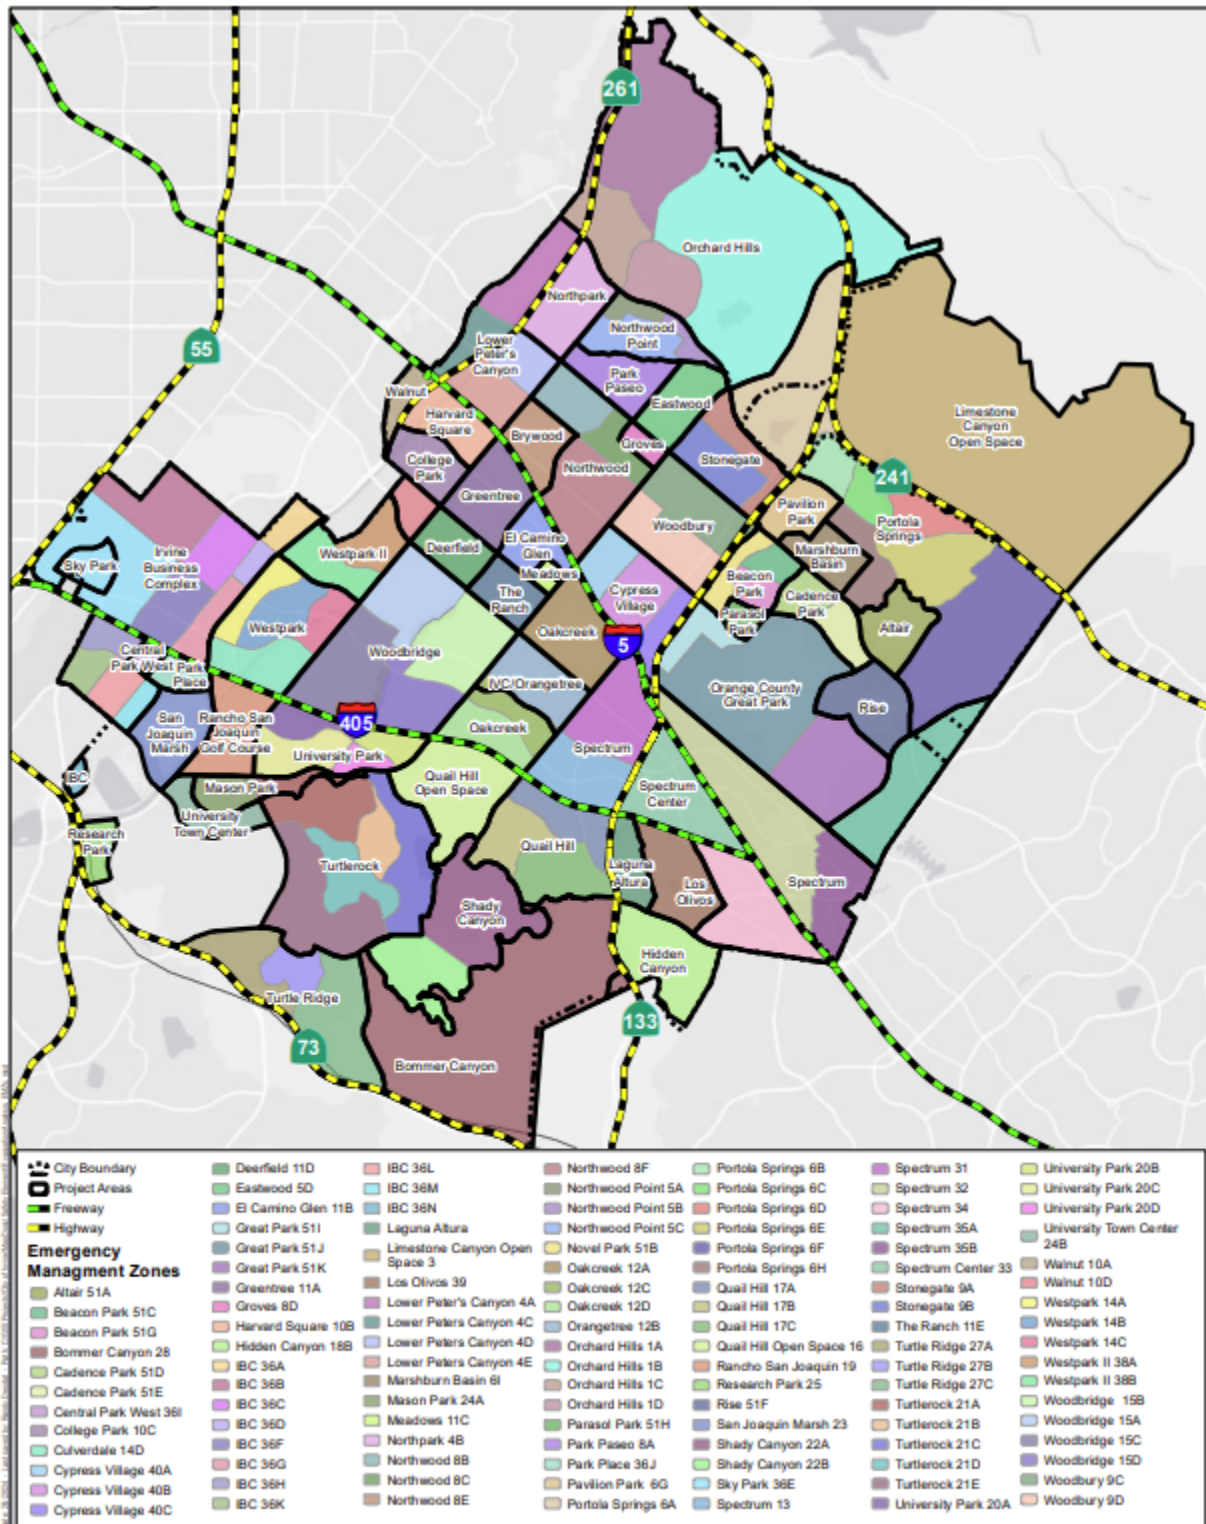 261
Orchard Hills
Northpark
Northwood
Point
55
Lower
Peter's
Canyon
Park
Paseo
Walnut
Eastwood
Harvard
Square
Limestone
Canyon
Open Space
Brywood
Groves
College
Park
Northwood
Stonegate
241
Greentree
Pavilion
Park
Portola
Springs
Woodbury
El Camino
Glen
Westpark II
Deerfield
Irvine
Business
Complex
Marshburn
Basin
Sky Park
Meadows
Beacon
Park
The
Ranch
Cypress
Village
Cadence
Park
Parasol
Park
Westpark
Oakcreek
Altair
5
Woodbridge
Central
Park West
Park
Place
IVC/Orangetree
Orange County
Great Park
Rise
San
Joaquin
Marsh
Rancho San
Joaquin
Golf Course
405
Oakcreek
Spectrum
University Park
IBC
Mason Park
Quail Hill
Open Space
Spectrum
Center
University
Town Center
Research
Park
Quail Hill
Turtlerock
Laguna
Altura
Los
Olivos
Spectrum
Shady
Canyon
Hidden
Canyon
Turtle Ridge
133
73
Bommer Canyon
City Boundary
Project Areas
Freeway
Highway
Emergency
Managment Zones
Altair 51A
Beacon Park 51C
Beacon Park 51G
Bommer Canyon 28
Cadence Park 51D
Cadence Park 51E
Central Park West 36I
College Park 10C
Culverdale 14D
Cypress Village 40A
Cypress Village 40B
Cypress Village 40C
Deerfield 11D
Eastwood 5D
El Camino Glen 11B
Great Park 51I
Great Park 51J
Great Park 51K
Greentree 11A
Groves 8D
Harvard Square 10B
Hidden Canyon 18B
IBC 36A
IBC 36B
IBC 36C
IBC 36D
IBC 36F
IBC 36G
IBC 36H
IBC 36K
IBC 36L
IBC 36M
IBC 36N
Laguna Altura
Limestone Canyon Open
Space 3
Los Olivos 39
Lower Peter's Canyon 4A
Lower Peters Canyon 4C
Lower Peters Canyon 4D
Lower Peters Canyon 4E
Marshburn Basin 6I
Mason Park 24A
Meadows 11C
Northpark 4B
Northwood 8B
Northwood 8C
Northwood 8E
Northwood 8F
Northwood Point 5A
Northwood Point 5B
Northwood Point 5C
Novel Park 51B
Oakcreek 12A
Oakcreek 12C
Oakcreek 12D
Orangetree 12B
Orchard Hills 1A
Orchard Hills 1B
Orchard Hills 1C
Orchard Hills 1D
Parasol Park 51H
Park Paseo 8A
Park Place 36J
Pavilion Park 6G
Portola Springs 6A
Portola Springs 6B
Portola Springs 6C
Portola Springs 6D
Portola Springs 6E
Portola Springs 6F
Portola Springs 6H
Quail Hill 17A
Quail Hill 17B
Quail Hill 17C
Quail Hill Open Space 16
Rancho San Joaquin 19
Research Park 25
Rise 51F
San Joaquin Marsh 23
Shady Canyon 22A
Shady Canyon 22B
Sky Park 36E
Spectrum 13
Spectrum 31
Spectrum 32
Spectrum 34
Spectrum 35A
Spectrum 35B
Spectrum Center 33
Stonegate 9A
Stonegate 9B
The Ranch 11E
Turtle Ridge 27A
Turtle Ridge 27B
Turtle Ridge 27C
Turtlerock 21A
Turtlerock 21B
Turtlerock 21C
Turtlerock 21D
Turtlerock 21E
University Park 20A
University Park 20B
University Park 20C
University Park 20D
University Town Center
24B
Walnut 10A
Walnut 10D
Westpark 14A
Westpark 14B
Westpark 14C
Westpark II 38A
Westpark II 38B
Woodbridge 15B
Woodbridge 15A
Woodbridge 15C
Woodbridge 15D
Woodbury 9C
Woodbury 9D